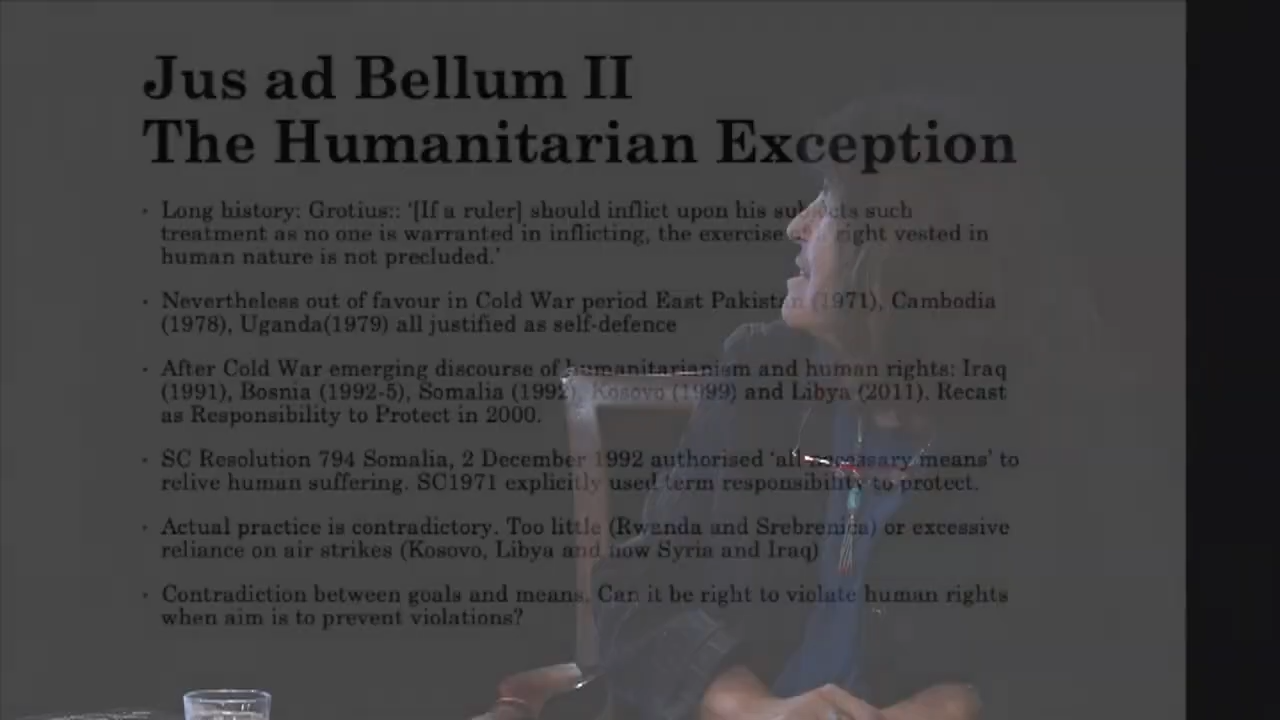 Jus ad Bellum II
The Humanitarian Exception
• Long history: Grotius:: '[If a ruler] should inflict upon his subjects such
treatment as no one is warranted in inflicting, the exercise of a right vested in
human nature is not precluded.'
• Nevertheless out of favour in Cold War period East Pakistan (1971), Cambodia
(1978), Uganda(1979) all justified as self-defence
• After Cold War emerging discourse of humanitarianism and human rights: Iraq
(1991), Bosnia (1992-5), Somalia (1992), Kosovo (1999) and Libya (2011). Recast
as Responsibility to Protect in 2000.
• SC Resolution 794 Somalia, 2 December 1992 authorised 'all necessary means' to
relive human suffering. SC1971 explicitly used term responsibility to protect.
• Actual practice is contradictory. Too little (Rwanda and Srebrenica) or excessive
reliance on air strikes (Kosovo, Libya and now Syria and Iraq)
• Contradiction between goals and means. Can it be right to violate human rights
when aim is to prevent violations?